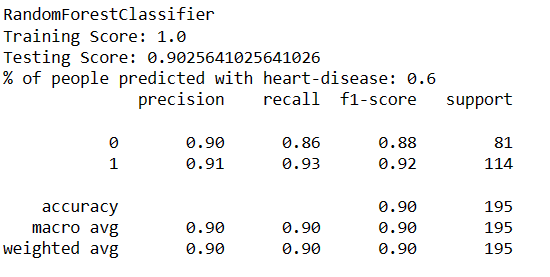 RandomForestClassifier
Training Score: 1.0
Testing Score: 0.9025641025641026
% of people predicted with heart-disease: 0.6
precision recall f1-score support
0 0.90 0.86 0.88 81
1 0.91 0.93 0.92 114
accuracy 0.90 195
macro avg 0.90 0.90 0.90 195
weighted avg 0.90 0.90 0.90 195